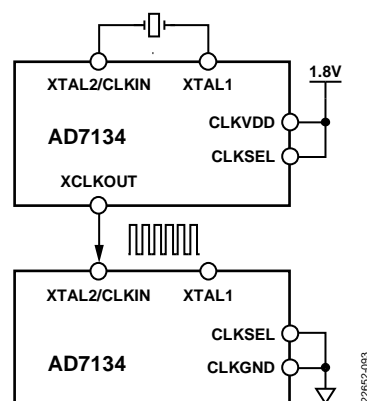 XTAL2/CLKIN XTAL1
1.8V
CLKVDD
AD7134
CLKSEL
XCLKOUT
XTAL2/CLKIN XTAL1
CLKSEL
AD7134
CLKGND
22652-093